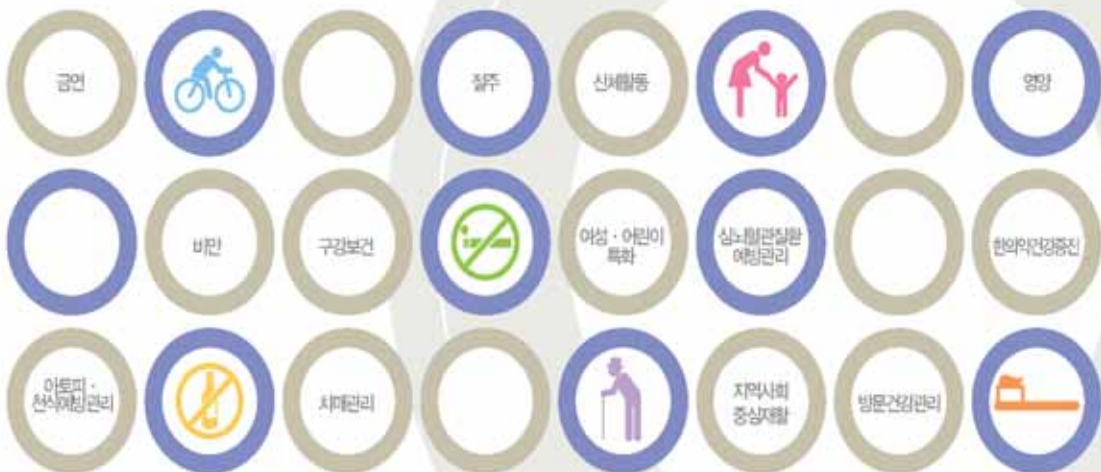 금연
절주
신체활동
영양
비만
구강보건
여성 · 어린이
특화
심뇌혈관질환
예방관리
한의약건강증진
아토피 ·
천식예방관리
치매관리
지역사회
중심재활
방문건강관리